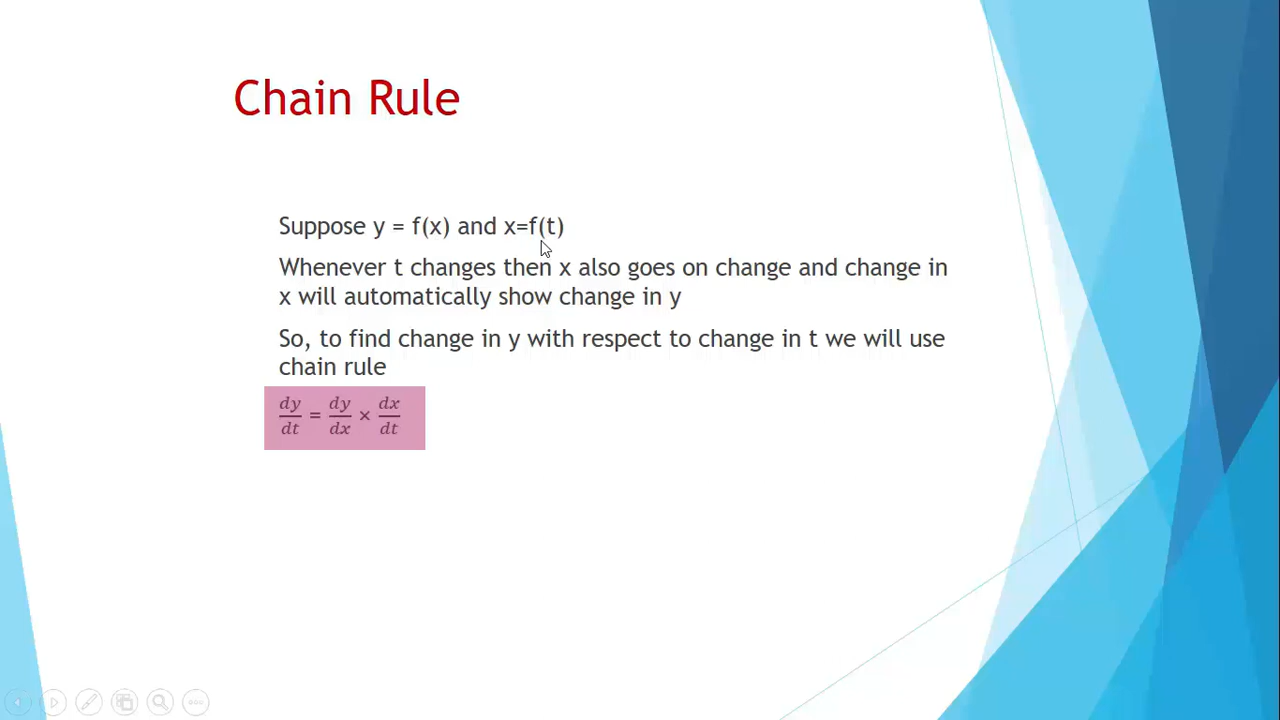 Chain Rule
Suppose y = f(x) and x=f(t)
Whenever t changes then x also goes on change and change in
x will automatically show change in y
So, to find change in y with respect to change in t we will use
chain rule
dy/dt = dy/dx × dx/dt